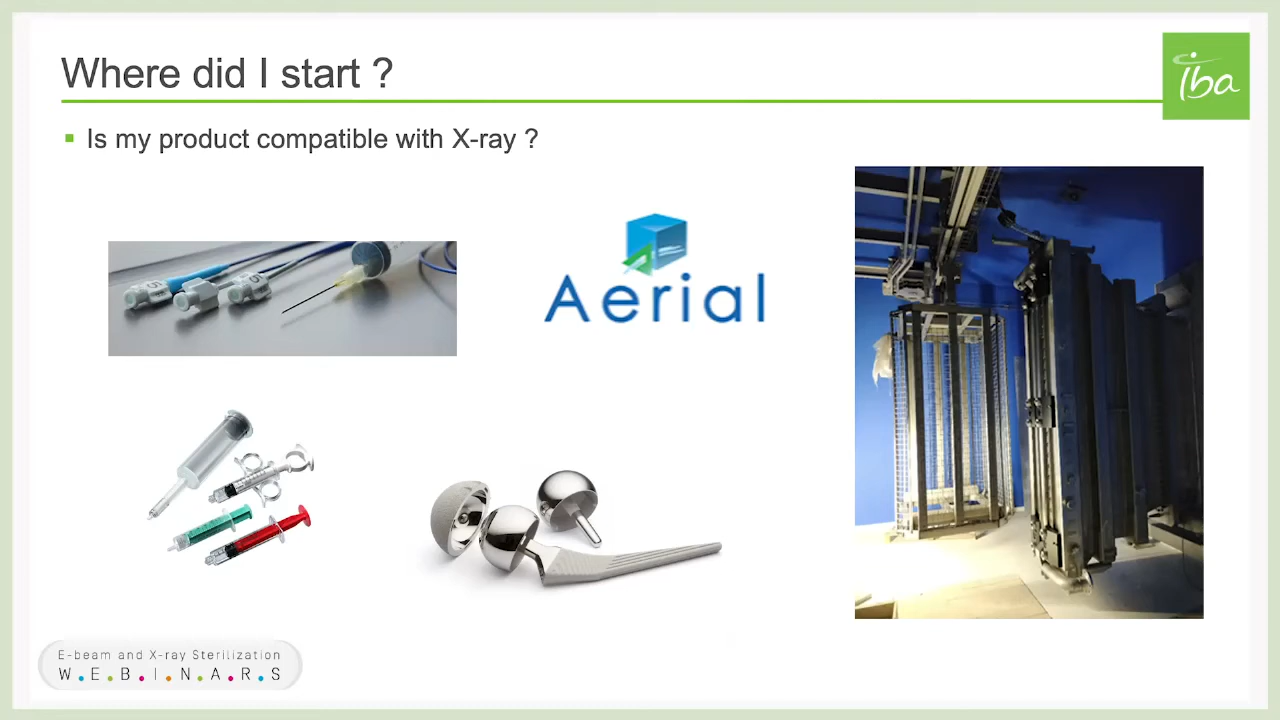 Where did I start ?
iba
Is my product compatible with X-ray ?
Aerial
E-beam and X-ray Sterilization
W.E.B.I.N.A.R.S